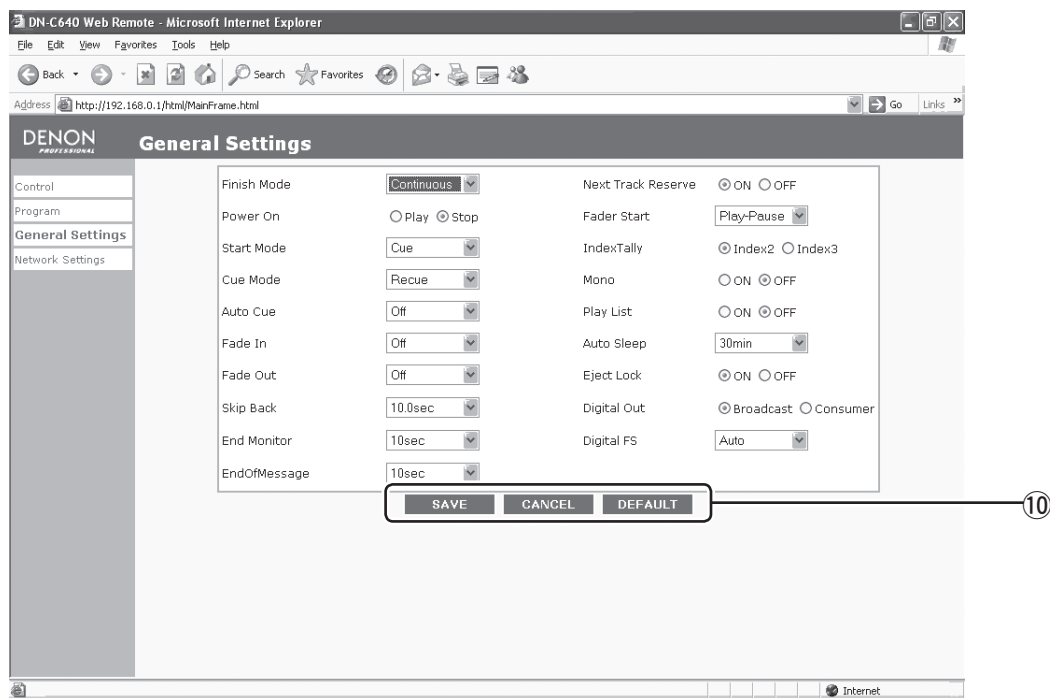 DN-C640 Web Remote - Microsoft Internet Explorer
File Edit View Favorites Tools Help
Back Search Favorites
Address http://192.168.0.1/html/MainFrame.html Go Links »
DENON
PROFESSIONAL
General Settings
Control
Program
General Settings
Network Settings
Finish Mode Continuous Next Track Reserve ON OFF
Power On Play Stop Fader Start Play-Pause
Start Mode Cue IndexTally Index2 Index3
Cue Mode Recue Mono ON OFF
Auto Cue Off Play List ON OFF
Fade In Off Auto Sleep 30min
Fade Out Off Eject Lock ON OFF
Skip Back 10.0sec Digital Out Broadcast Consumer
End Monitor 10sec Digital FS Auto
EndOfMessage 10sec
SAVE CANCEL DEFAULT
⑩
Internet